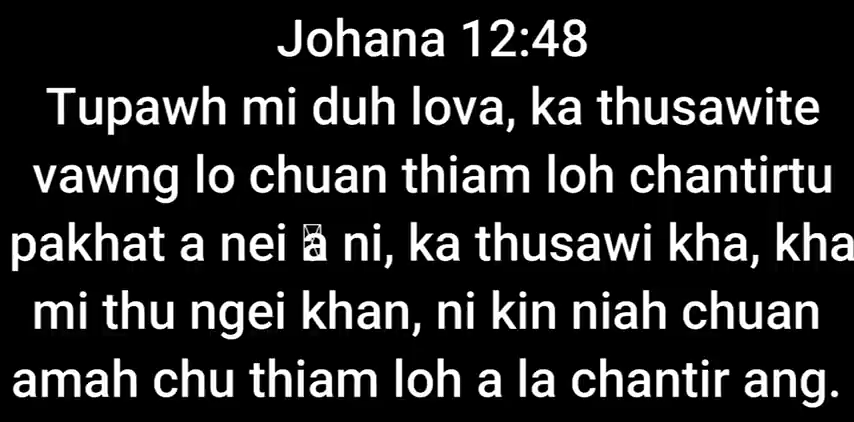 Johana 12:48
Tupawh mi duh lova, ka thusawite
vawng lo chuan thiam loh chantirtu
pakhat a nei a ni, ka thusawi kha, kha
mi thu ngei khan, ni kin niah chuan
amah chu thiam loh a la chantir ang.